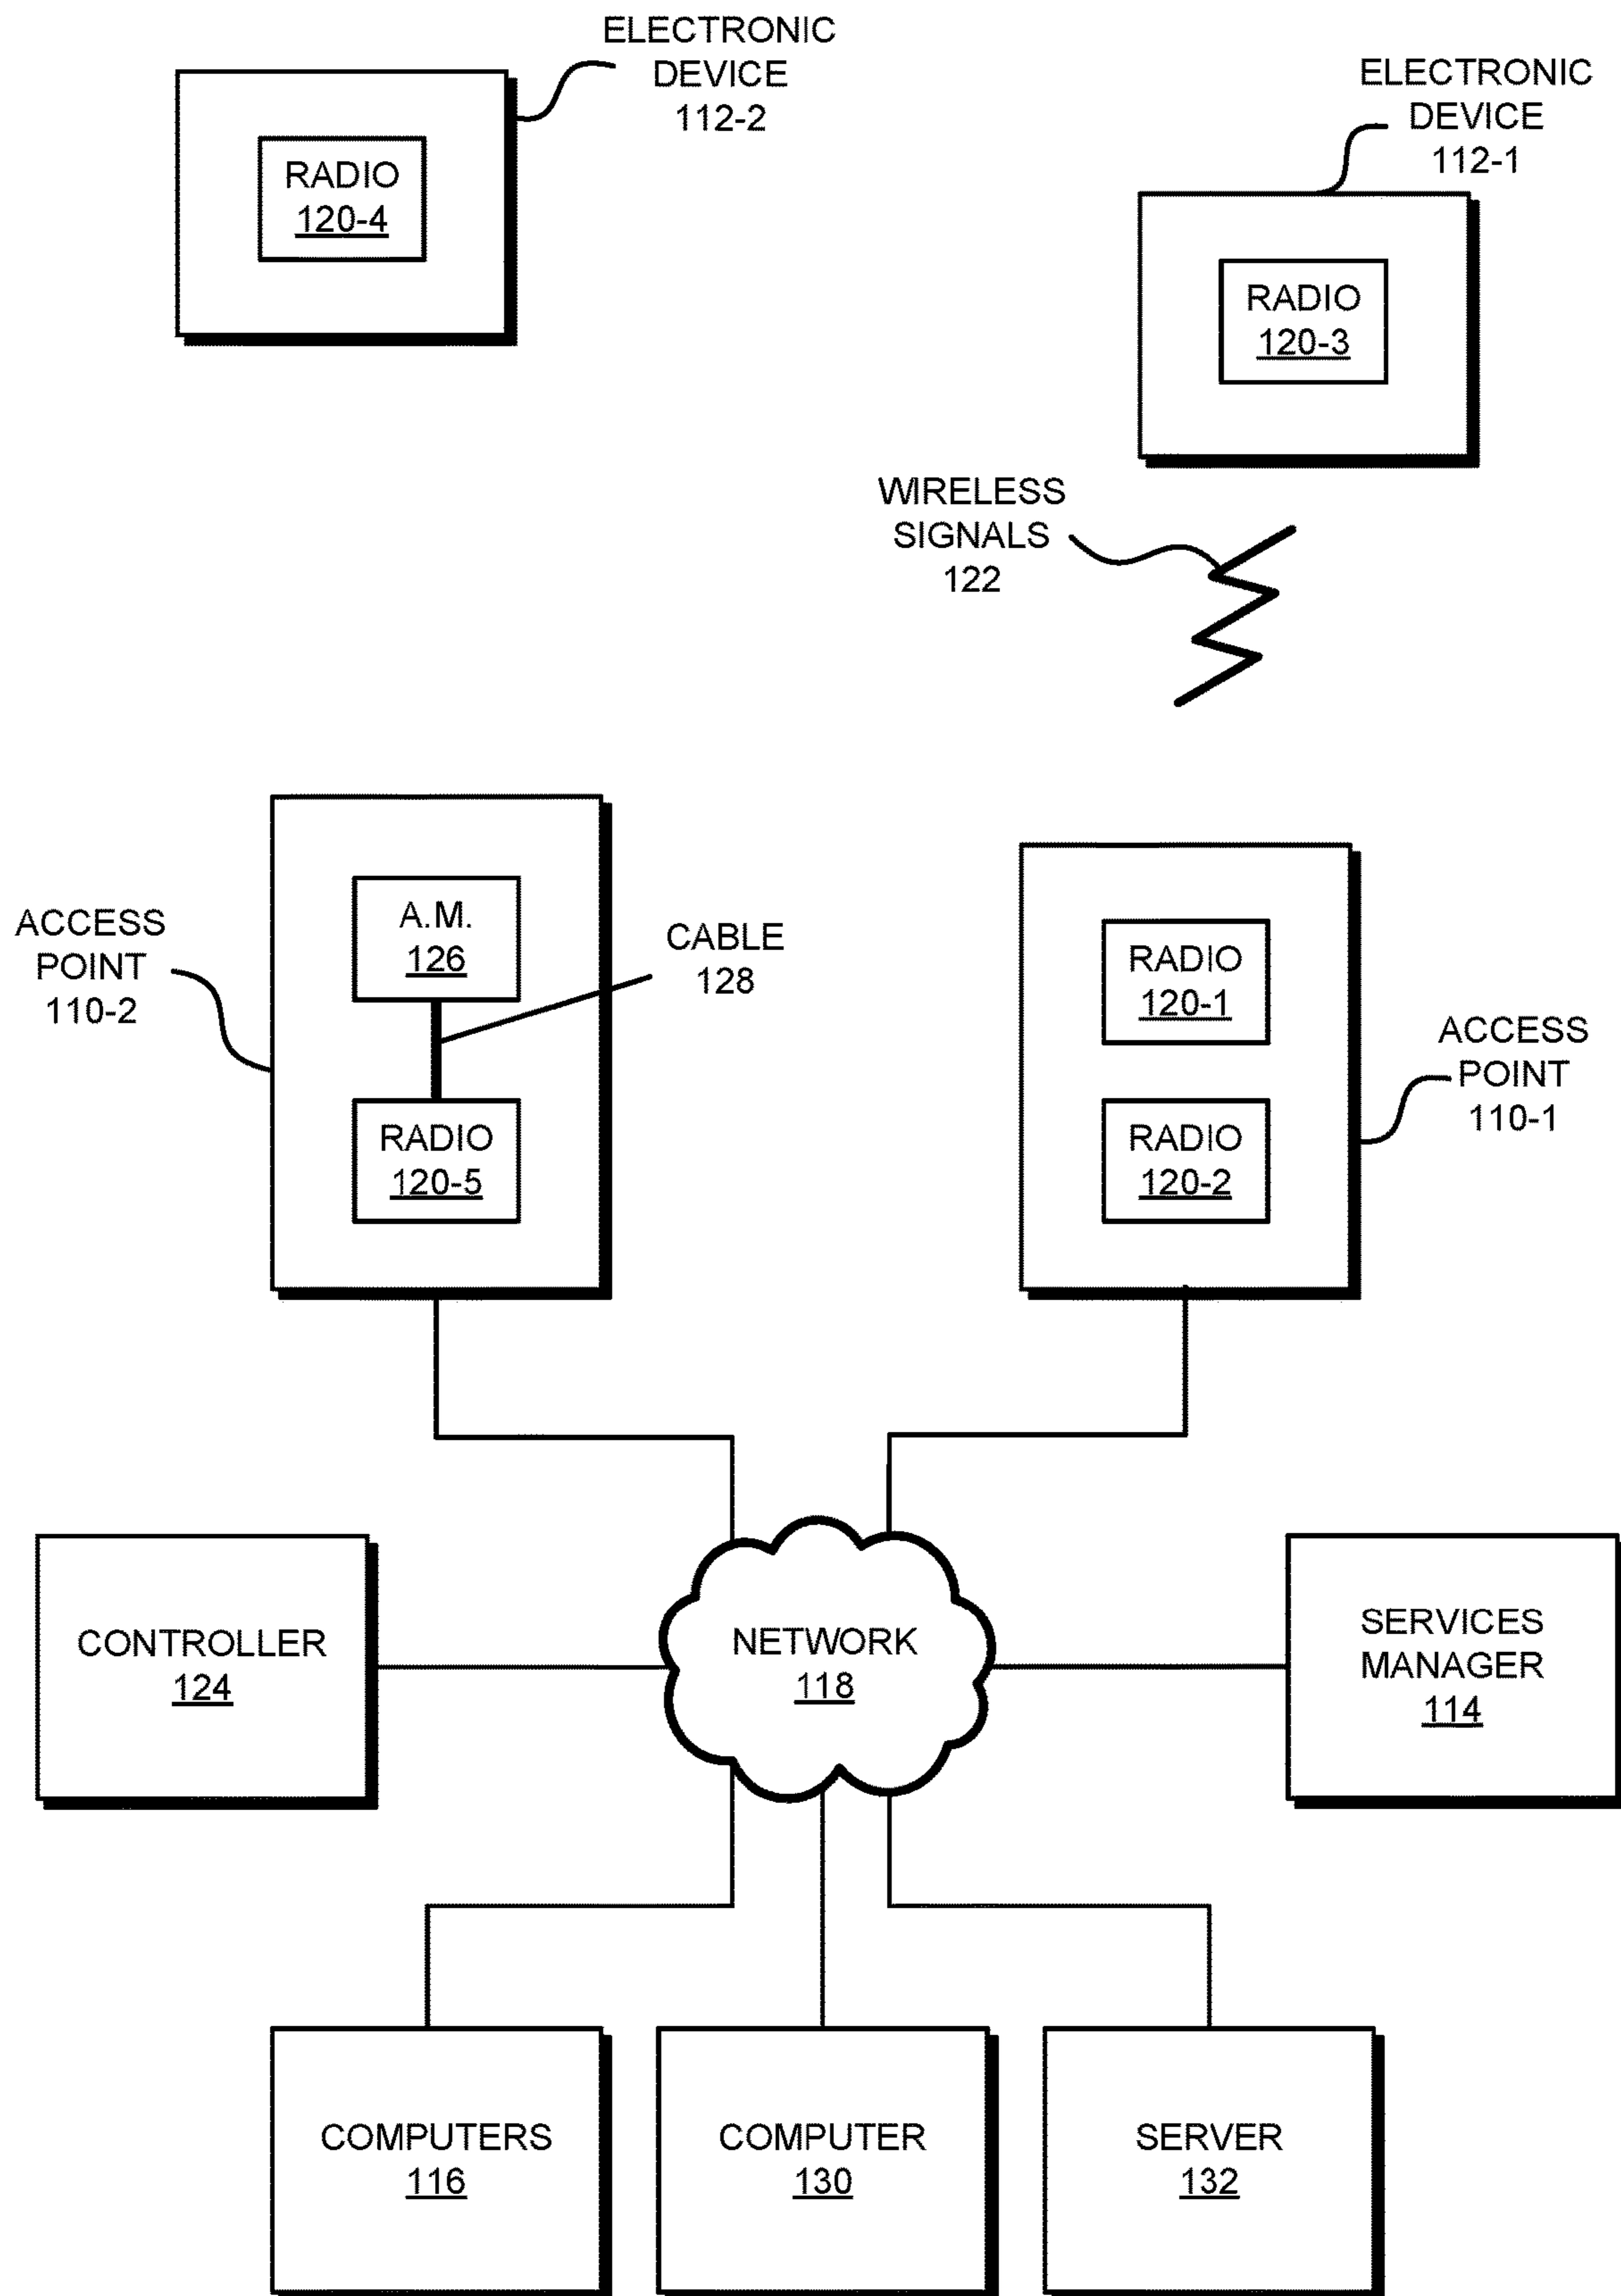 ELECTRONIC
DEVICE
112-2
ELECTRONIC
DEVICE
112-1
RADIO
120-4
RADIO
120-3
WIRELESS
SIGNALS
122
ACCESS
POINT
110-2
A.M.
126
CABLE
128
RADIO
120-5
RADIO
120-1
RADIO
120-2
ACCESS
POINT
110-1
CONTROLLER
124
NETWORK
118
SERVICES
MANAGER
114
COMPUTERS
116
COMPUTER
130
SERVER
132